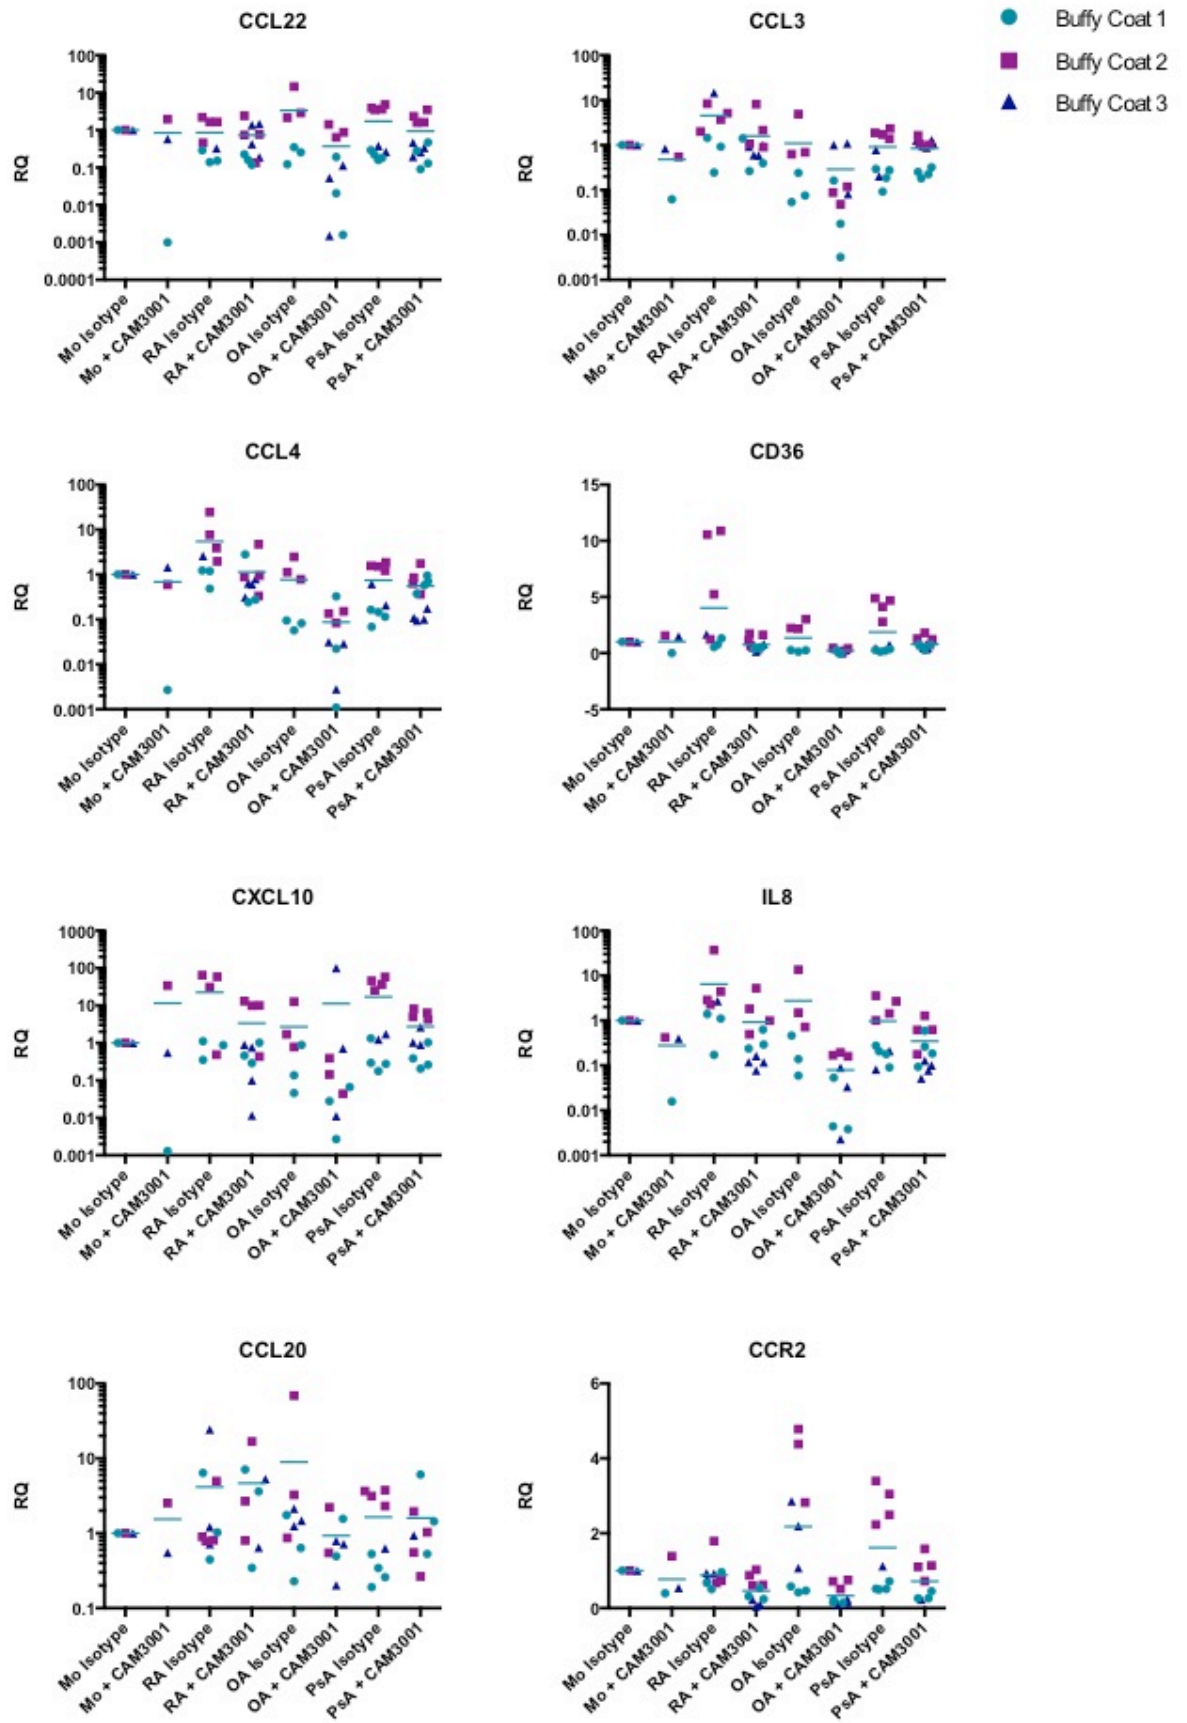 CCL22
CCL3
Buffy Coat 1
Buffy Coat 2
Buffy Coat 3
RQ
100
10
1
0.1
0.01
0.001
0.0001
Mo Isotype
Mo + CAM3001
RA Isotype
RA + CAM3001
OA Isotype
OA + CAM3001
PsA Isotype
PsA + CAM3001
RQ
100
10
1
0.1
0.01
0.001
Mo Isotype
Mo + CAM3001
RA Isotype
RA + CAM3001
OA Isotype
OA + CAM3001
PsA Isotype
PsA + CAM3001
CCL4
RQ
100
10
1
0.1
0.01
0.001
Mo Isotype
Mo + CAM3001
RA Isotype
RA + CAM3001
OA Isotype
OA + CAM3001
PsA Isotype
PsA + CAM3001
CD36
RQ
15
10
5
0
-5
Mo Isotype
Mo + CAM3001
RA Isotype
RA + CAM3001
OA Isotype
OA + CAM3001
PsA Isotype
PsA + CAM3001
CXCL10
RQ
1000
100
10
1
0.1
0.01
0.001
Mo Isotype
Mo + CAM3001
RA Isotype
RA + CAM3001
OA Isotype
OA + CAM3001
PsA Isotype
PsA + CAM3001
IL8
RQ
100
10
1
0.1
0.01
0.001
Mo Isotype
Mo + CAM3001
RA Isotype
RA + CAM3001
OA Isotype
OA + CAM3001
PsA Isotype
PsA + CAM3001
CCL20
RQ
100
10
1
0.1
Mo Isotype
Mo + CAM3001
RA Isotype
RA + CAM3001
OA Isotype
OA + CAM3001
PsA Isotype
PsA + CAM3001
CCR2
RQ
6
4
2
0
Mo Isotype
Mo + CAM3001
RA Isotype
RA + CAM3001
OA Isotype
OA + CAM3001
PsA Isotype
PsA + CAM3001